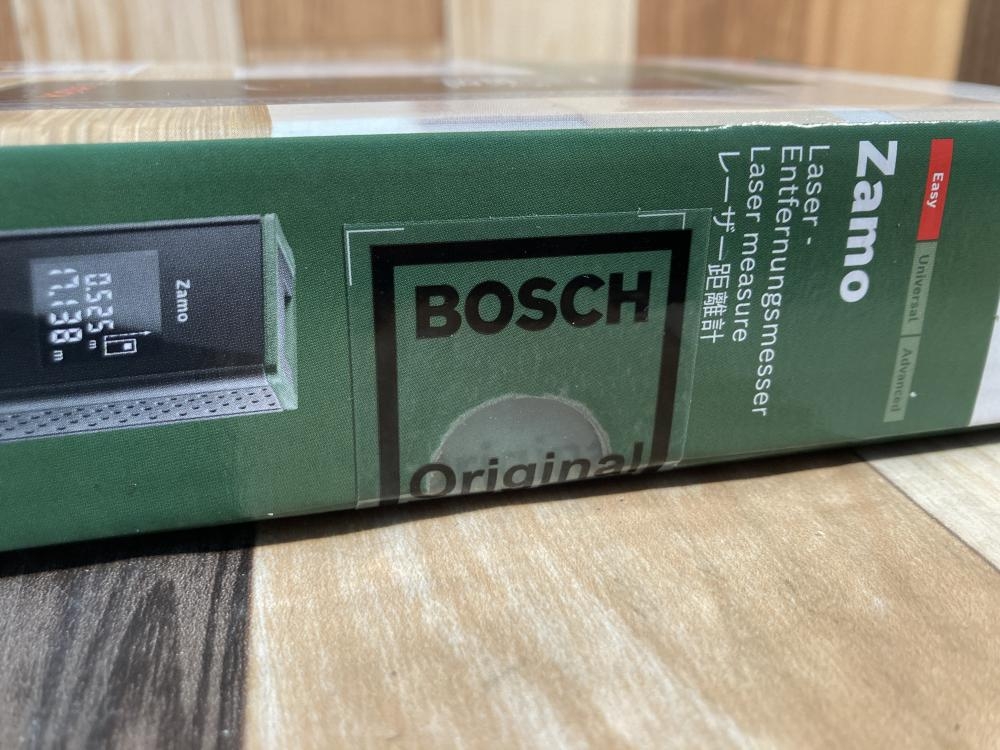 Easy
Universal
Advanced
Zamo
Laser -
Entfernungsmesser
Laser measure
レーザー距離計
BOSCH
Original
Zamo
0.525 m
17.138 m